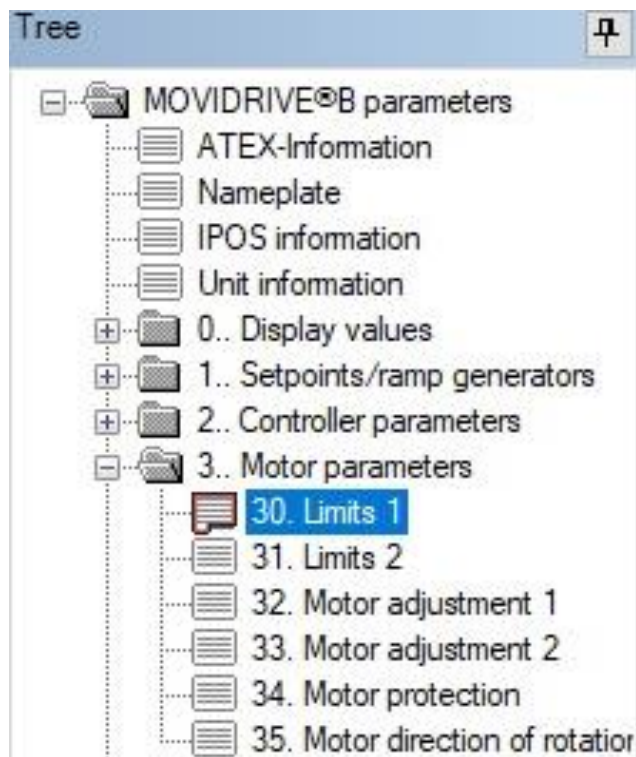 Tree
MOVIDRIVE®B parameters
ATEX-Information
Nameplate
IPOS information
Unit information
0.. Display values
1.. Setpoints/ramp generators
2.. Controller parameters
3.. Motor parameters
30. Limits 1
31. Limits 2
32. Motor adjustment 1
33. Motor adjustment 2
34. Motor protection
35. Motor direction of rotation